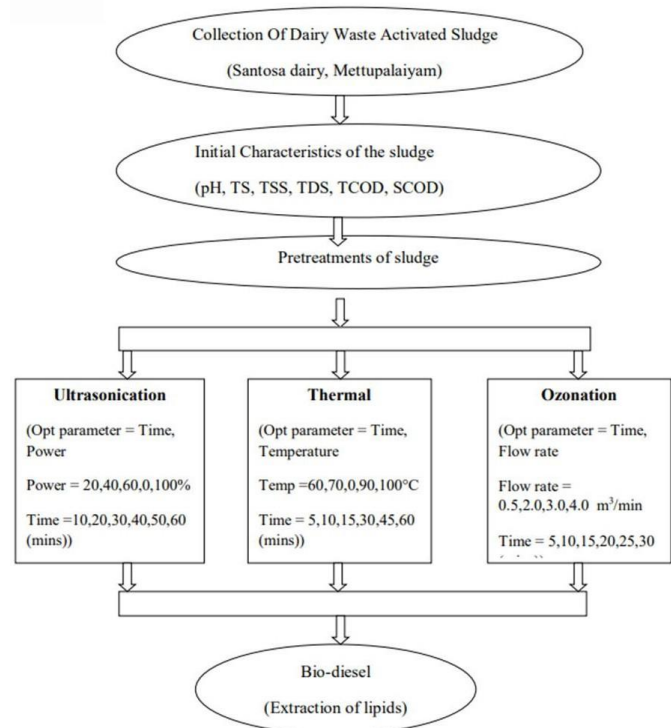 Collection Of Dairy Waste Activated Sludge
(Santosa dairy, Mettupalaiyam)
Initial Characteristics of the sludge
(pH, TS, TSS, TDS, TCOD, SCOD)
Pretreatments of sludge
Ultrasonication
(Opt parameter = Time,
Power
Power = 20,40,60,0,100%
Time =10,20,30,40,50,60
(mins))
Thermal
(Opt parameter = Time,
Temperature
Temp =60,70,0,90,100°C
Time = 5,10,15,30,45,60
(mins))
Ozonation
(Opt parameter = Time,
Flow rate
Flow rate =
0.5,2.0,3.0,4.0 m³/min
Time = 5,10,15,20,25,30
Bio-diesel
(Extraction of lipids)